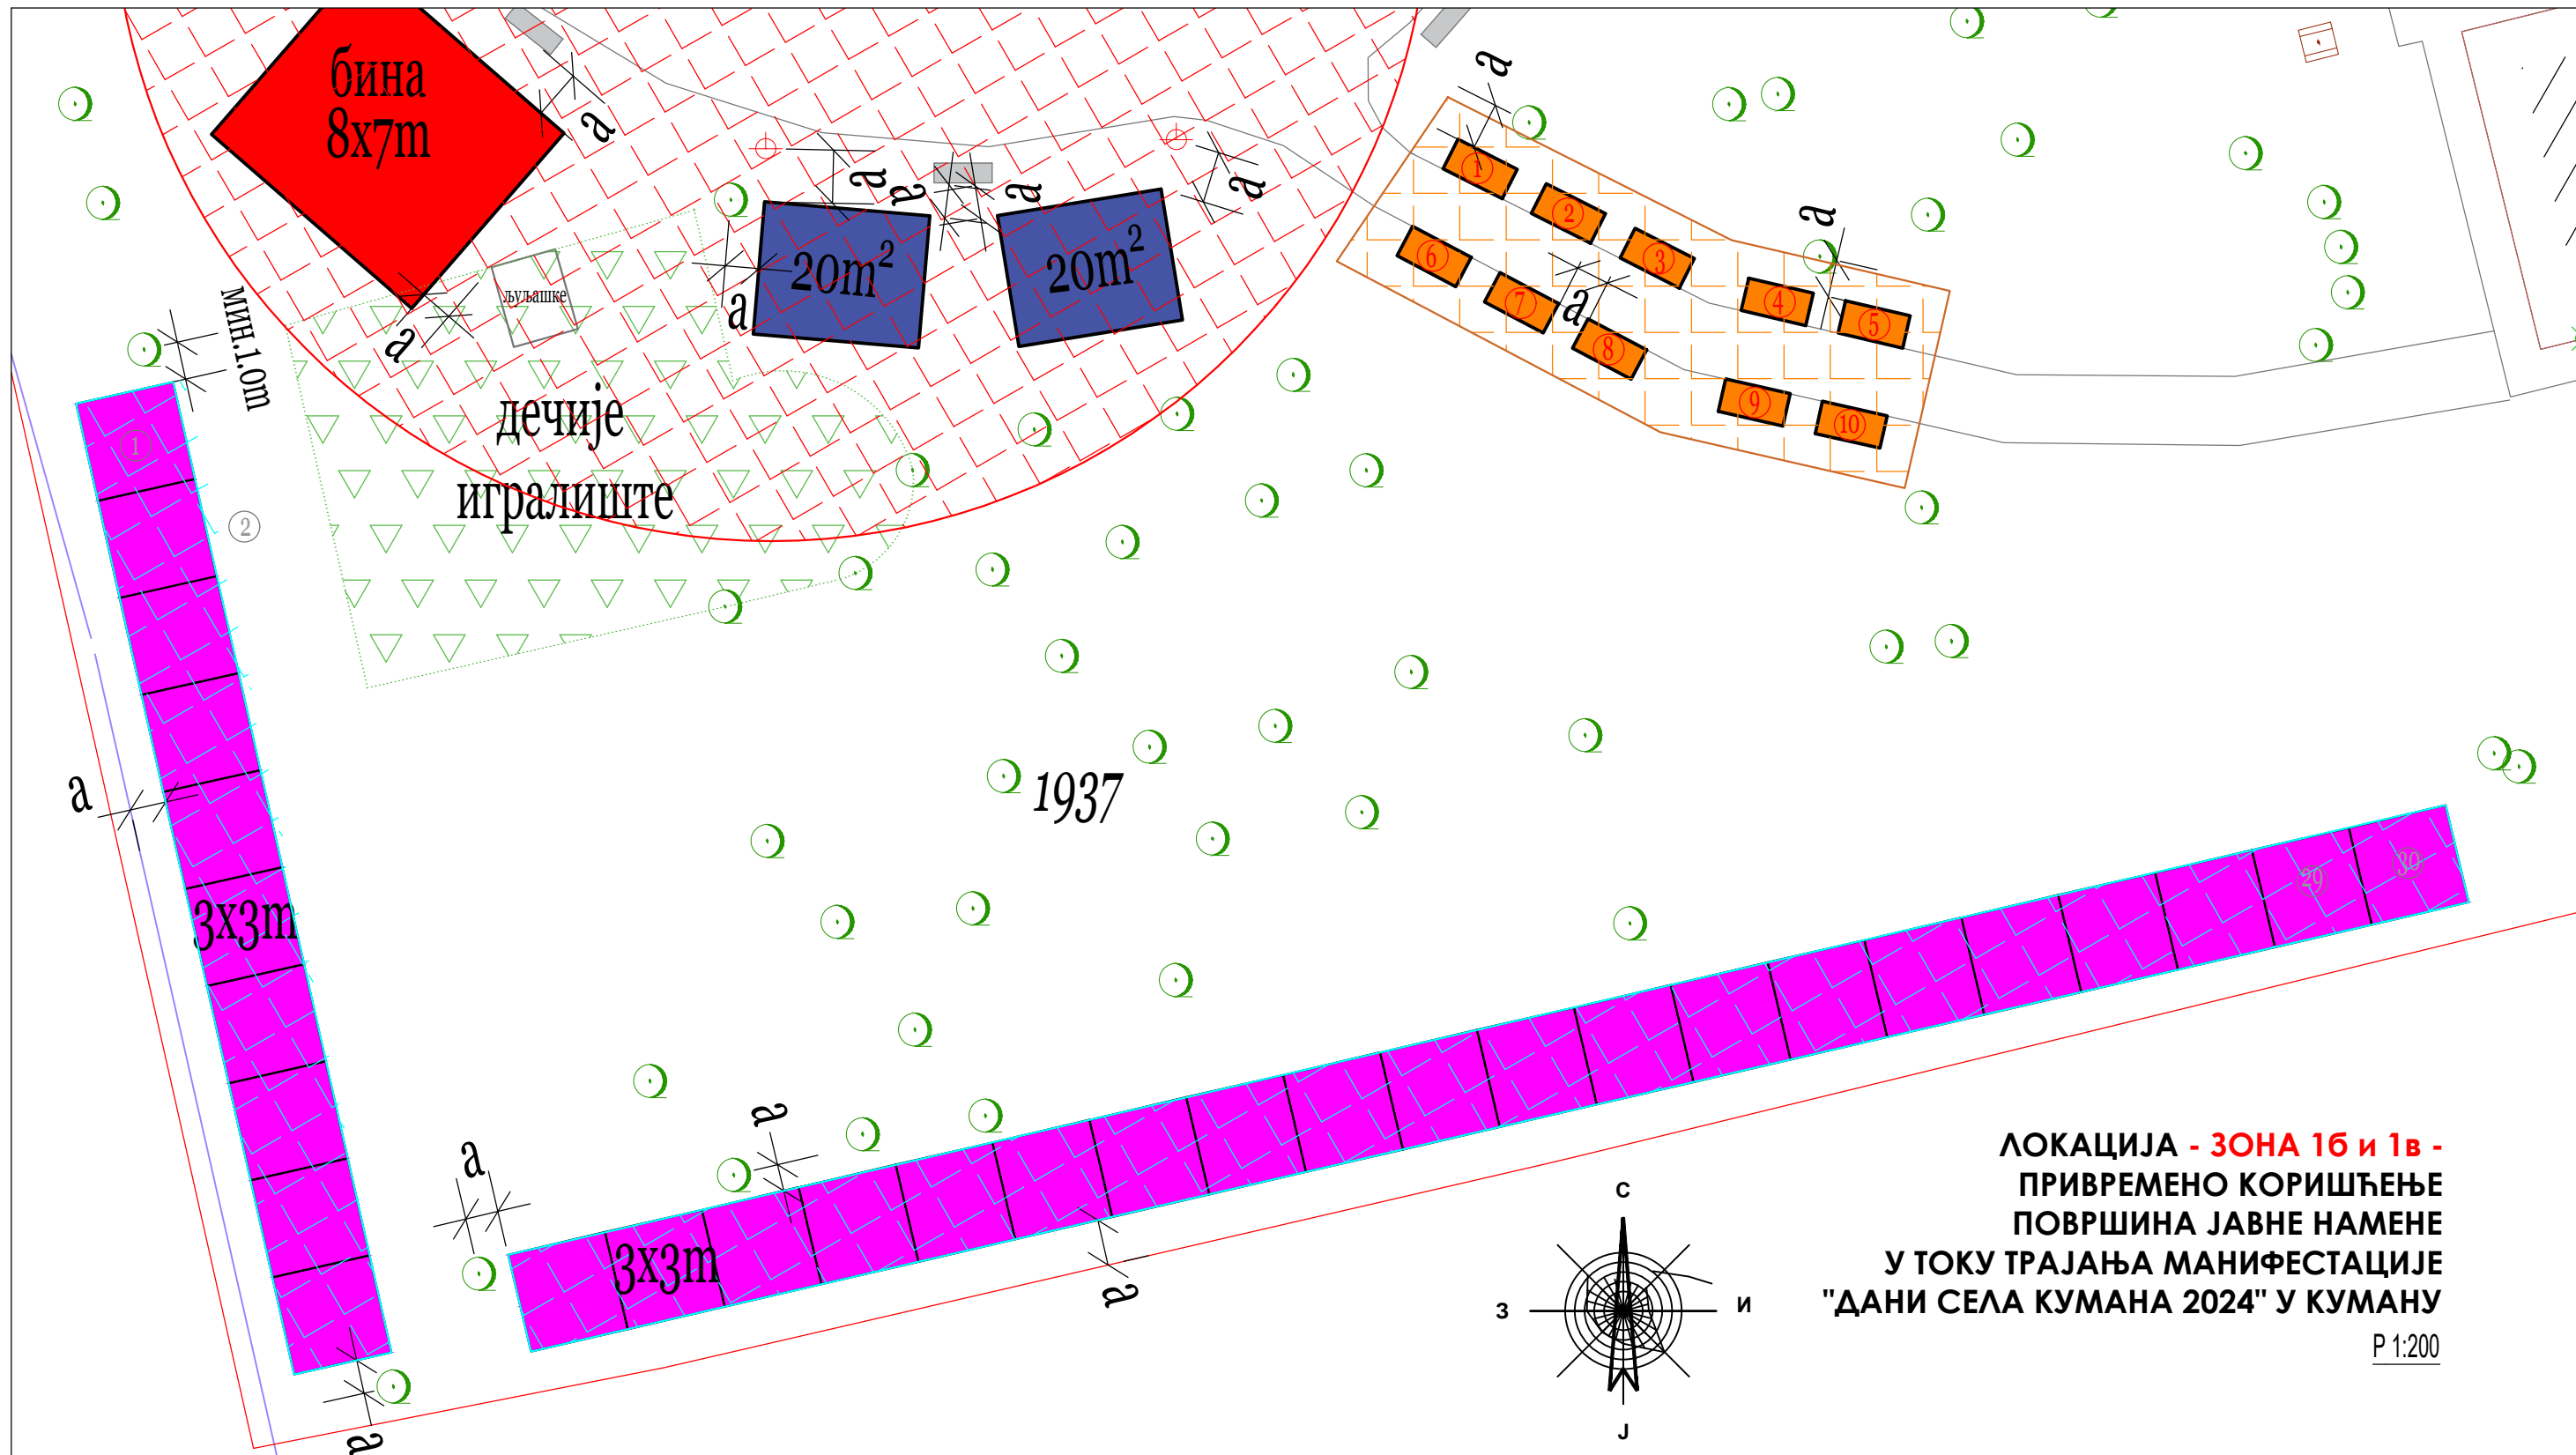 бина
8x7m
a
a
a
a
a
a
a
a
a
a
a
љуљашке
20m²
20m²
мин.1.0m
дечије
игралиште
1
2
3
4
5
6
7
8
9
10
1
2
a
3x3m
1937
29
30
a
a
3x3m
a
a
ЛОКАЦИЈА - ЗОНА 1б и 1в -
ПРИВРЕМЕНО КОРИШЋЕЊЕ
ПОВРШИНА ЈАВНЕ НАМЕНЕ
У ТОКУ ТРАЈАЊА МАНИФЕСТАЦИЈЕ
"ДАНИ СЕЛА КУМАНА 2024" У КУМАНУ
Р 1:200
С
З
И
Ј